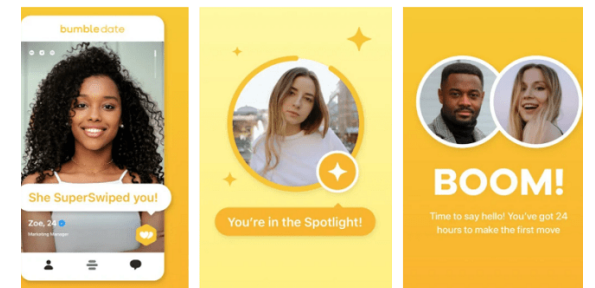 bumble date
She SuperSwiped you!
Zoe, 24
Marketing Manager
You're in the Spotlight!
BOOM!
Time to say hello! You've got 24
hours to make the first move